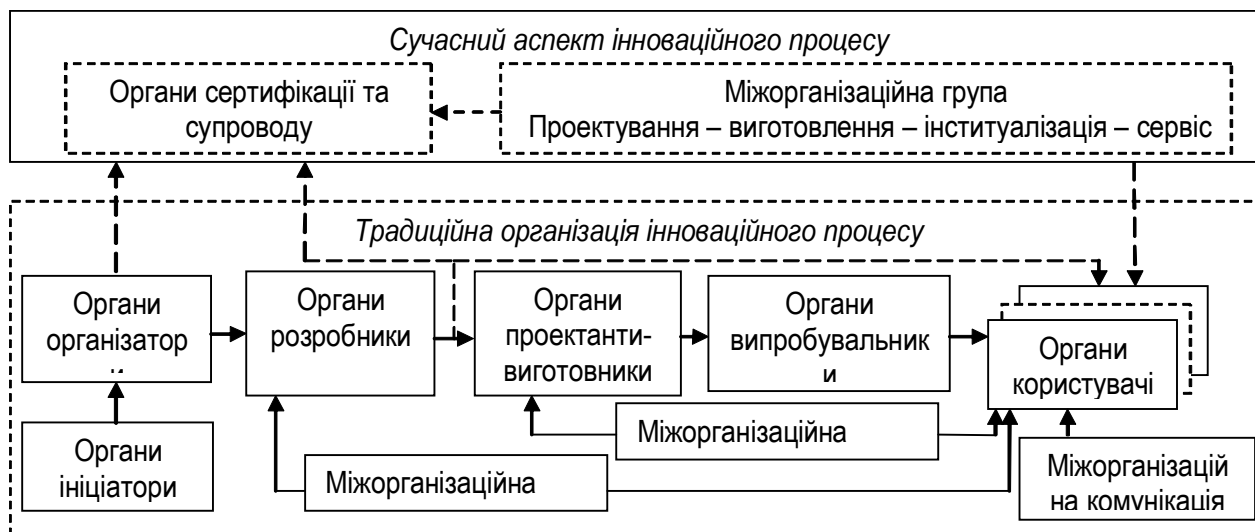 Сучасний аспект інноваційного процесу
Органи сертифікації та
супроводу
Міжорганізаційна група
Проектування – виготовлення – інституалізація – сервіс
Традиційна організація інноваційного процесу
Органи
організатор
и
Органи
розробники
Органи
проектанти-
виготовники
Органи
випробувальник
и
Органи
користувачі
Органи
ініціатори
Міжорганізаційна
Міжорганізаційна
Міжорганізацій
на комунікація